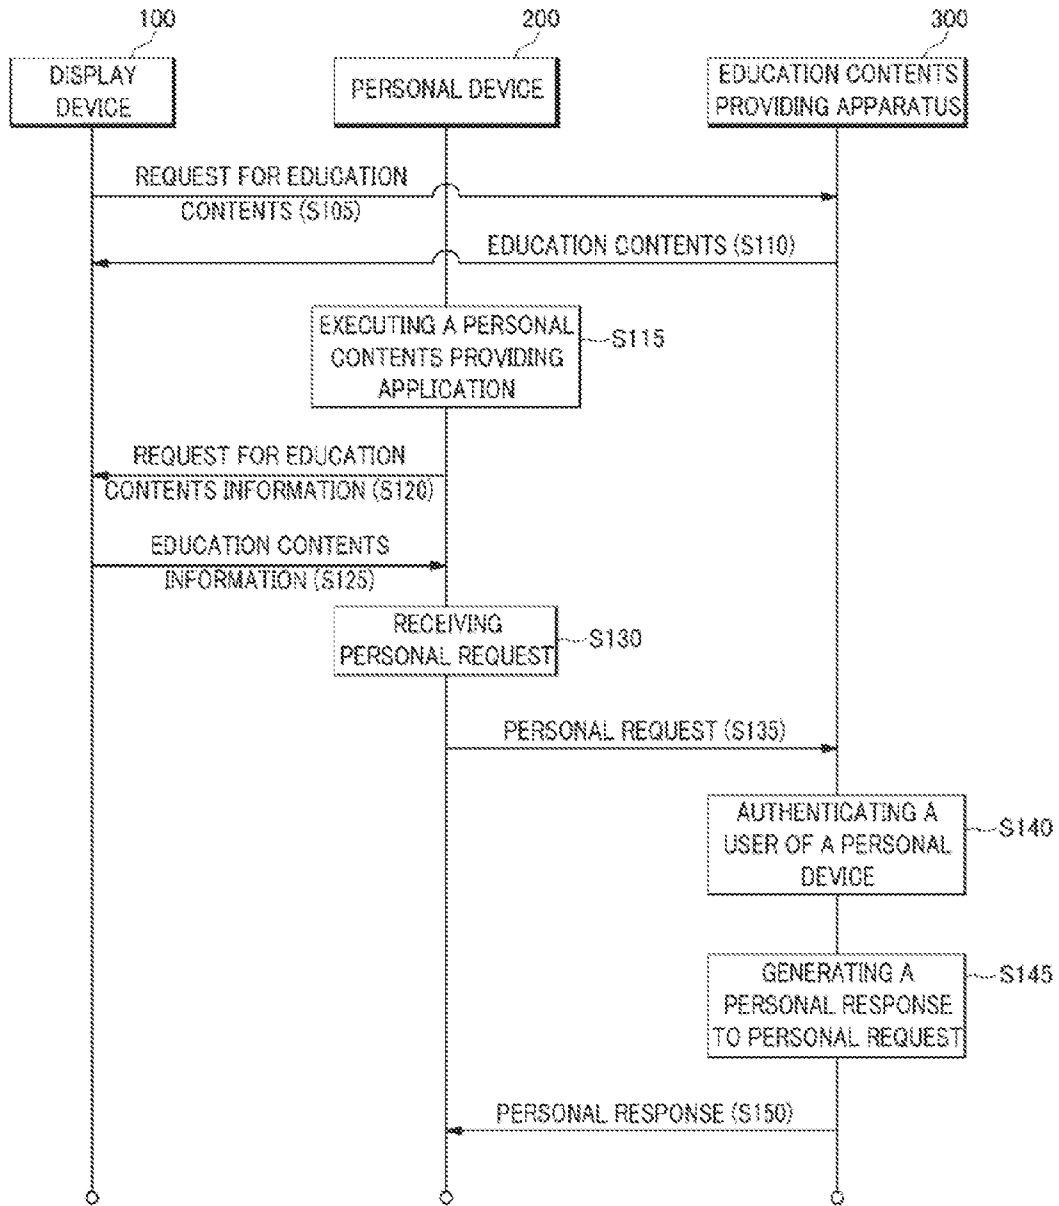 100
200
300
DISPLAY
DEVICE
PERSONAL DEVICE
EDUCATION CONTENTS
PROVIDING APPARATUS
REQUEST FOR EDUCATION
CONTENTS (S105)
EDUCATION CONTENTS (S110)
EXECUTING A PERSONAL
CONTENTS PROVIDING
APPLICATION
S115
REQUEST FOR EDUCATION
CONTENTS INFORMATION (S120)
EDUCATION CONTENTS
INFORMATION (S125)
RECEIVING
PERSONAL REQUEST
S130
PERSONAL REQUEST (S135)
AUTHENTICATING A
USER OF A PERSONAL
DEVICE
S140
GENERATING A
PERSONAL RESPONSE
TO PERSONAL REQUEST
S145
PERSONAL RESPONSE (S150)